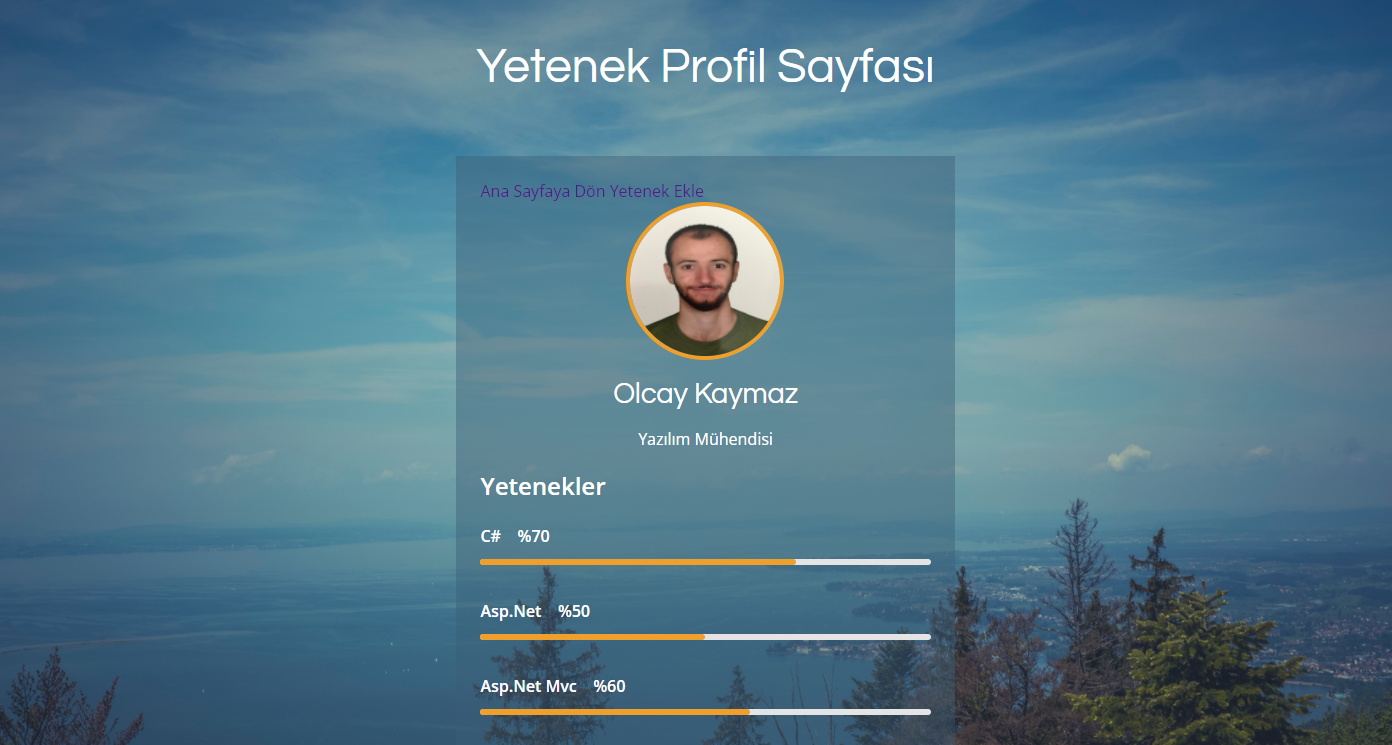 Yetenek Profil Sayfası
Ana Sayfaya Dön Yetenek Ekle
Olcay Kaymaz
Yazılım Mühendisi
Yetenekler
C# %70
Asp.Net %50
Asp.Net Mvc %60